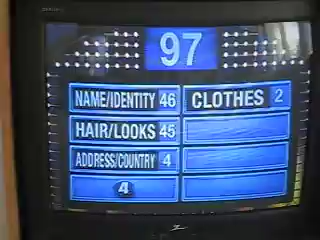 97
NAME/IDENTITY 46
CLOTHES 2
HAIR/LOOKS 45
ADDRESS/COUNTRY 4
4